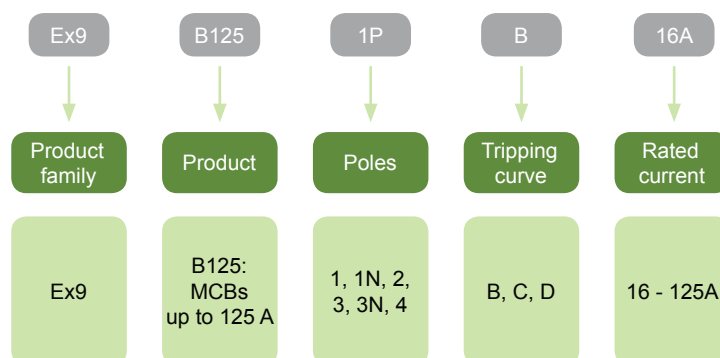 Ex9
B125
1P
B
16A
Product
family
Product
Poles
Tripping
curve
Rated
current
Ex9
B125:
MCBs
up to 125 A
1, 1N, 2,
3, 3N, 4
B, C, D
16 - 125A